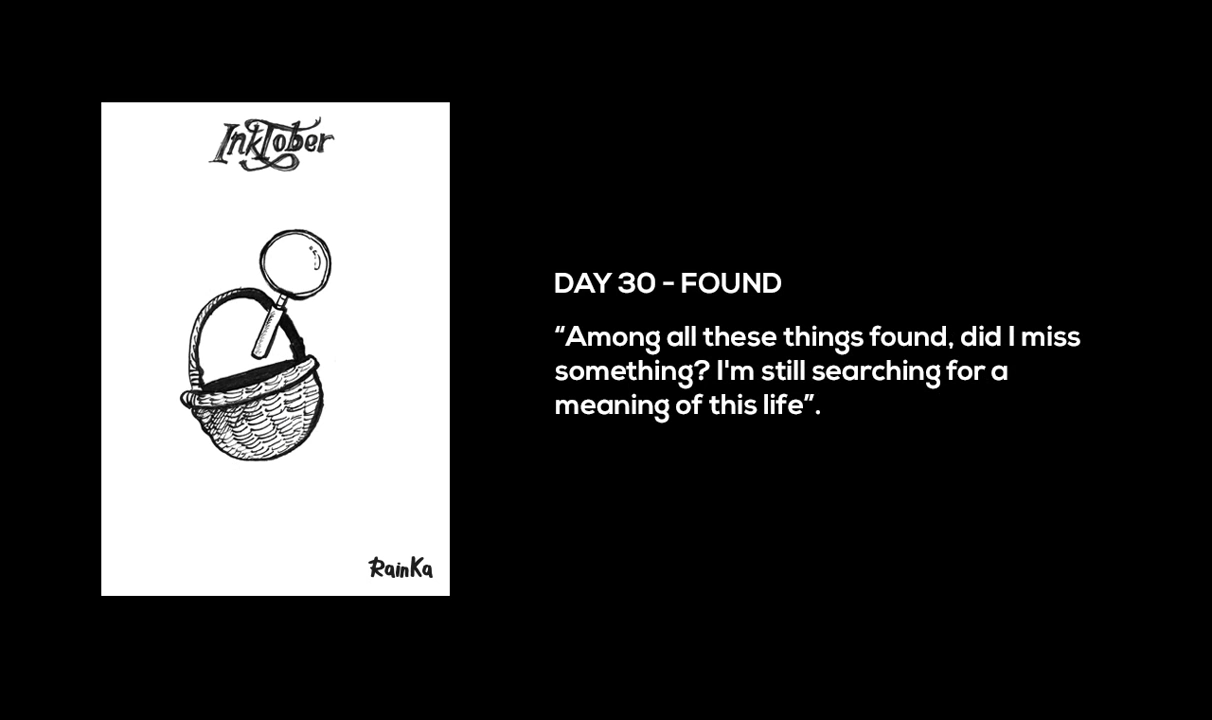 InkTober
RainKa
DAY 30 - FOUND
“Among all these things found, did I miss
something? I'm still searching for a
meaning of this life”.